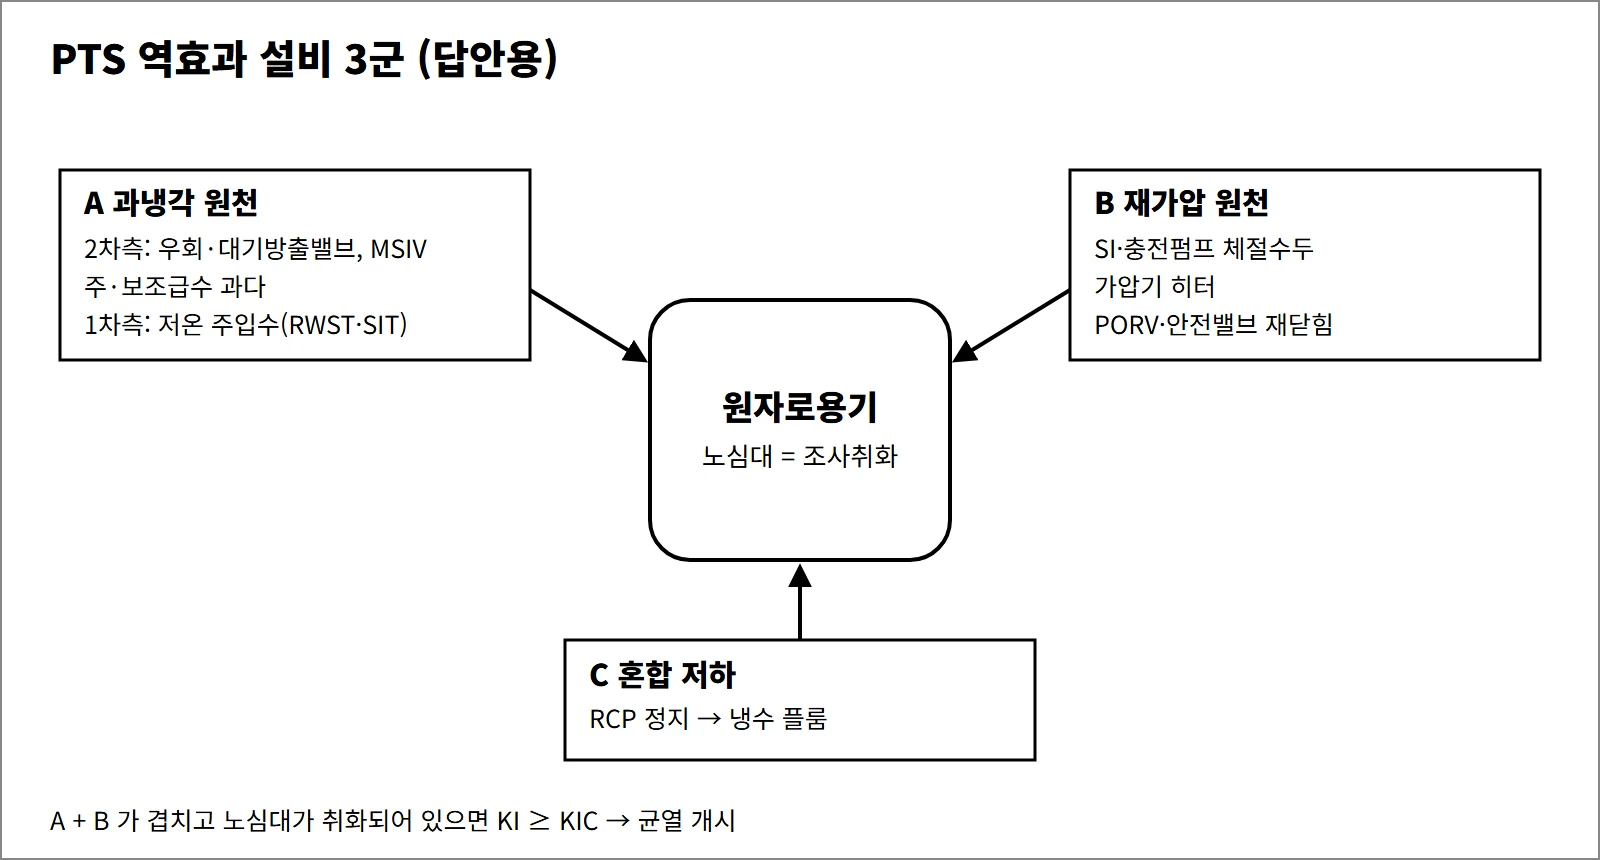 PTS 역효과 설비 3군 (답안용)
A 과냉각 원천
2차측: 우회·대기방출밸브, MSIV
주·보조급수 과다
1차측: 저온 주입수(RWST·SIT)
B 재가압 원천
SI·충전펌프 체절수두
가압기 히터
PORV·안전밸브 재닫힘
원자로용기
노심대 = 조사취화
C 혼합 저하
RCP 정지 → 냉수 플룸
A + B 가 겹치고 노심대가 취화되어 있으면 KI ≥ KIC → 균열 개시